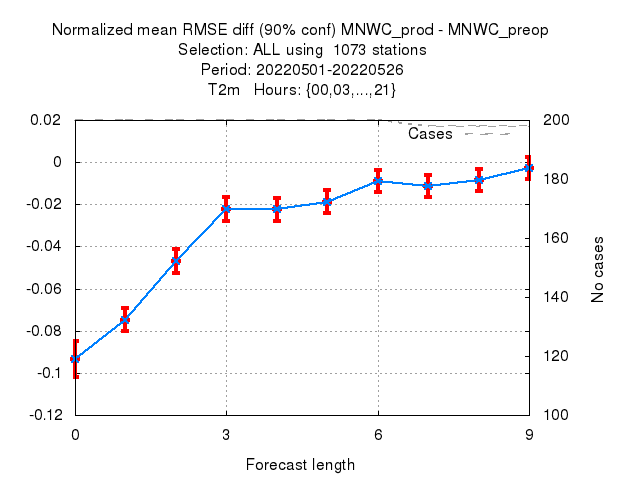 Normalized mean RMSE diff (90% conf) MNWC_prod - MNWC_preop
Selection: ALL using  1073 stations
Period: 20220501-20220526
T2m   Hours: {00,03,...,21}
0.02
0
-0.02
-0.04
-0.06
-0.08
-0.1
-0.12
Cases
200
180
160
140
120
100
No cases
0
3
6
9
Forecast length